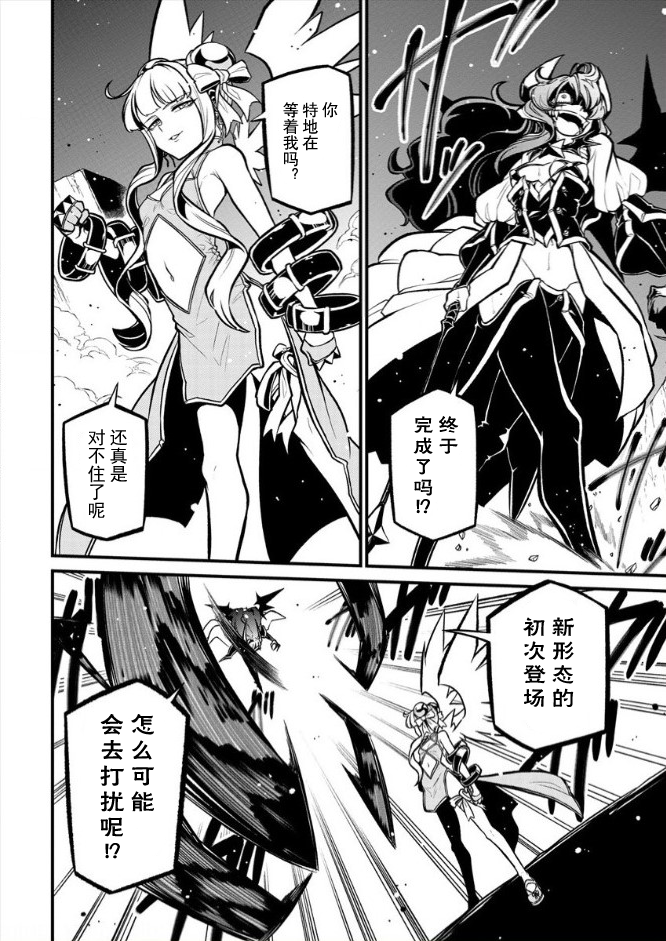 终于
完成了吗!?
你
特地在
等着我吗?
还真是
对不住了呢
新形态的
初次登场
怎么可能
会去打扰呢!?